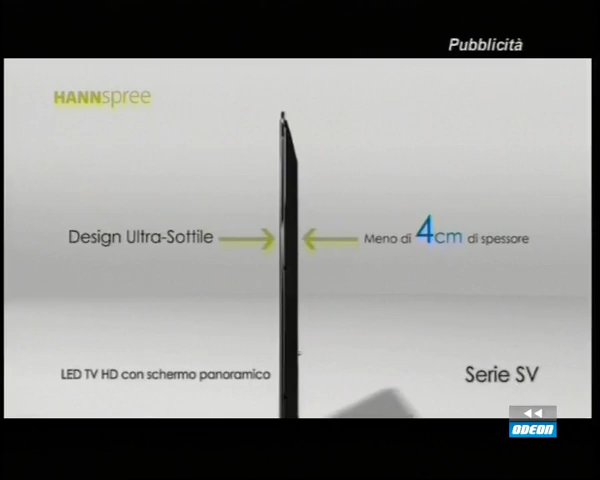 Pubblicità
HANNspree
Design Ultra-Sottile
Meno di 4cm di spessore
LED TV HD con schermo panoramico
Serie SV
ODEON